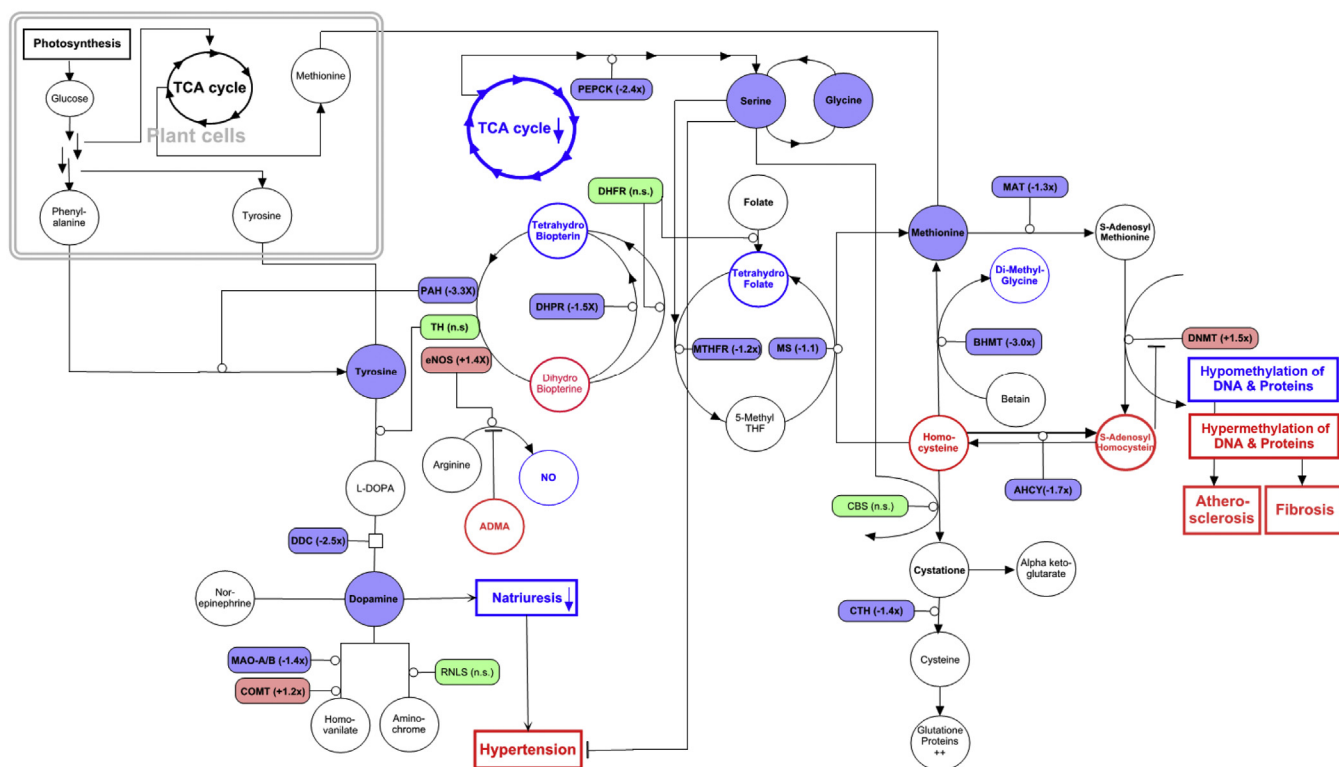 Photosynthesis
Glucose
TCA cycle
Methionine
Plant cells
Phenyl-
alanine
Tyrosine
PEPCK (-2.4x)
TCA cycle
Serine
Glycine
DHFR (n.s.)
Folate
MAT (-1.3x)
Methionine
S-Adenosyl
Methionine
Tetrahydro
Biopterin
Tetrahydro
Folate
Di-Methyl-
Glycine
PAH (-3.3X)
DHPR (-1.5X)
TH (n.s)
eNOS (+1.4X)
MTHFR (-1.2x)
MS (-1.1)
BHMT (-3.0x)
DNMT (+1.5x)
Tyrosine
Dihydro
Biopterine
Betain
Hypomethylation of
DNA & Proteins
5-Methyl
THF
Homo-
cysteine
S-Adenosyl
Homocystein
Hypermethylation of
DNA & Proteins
Arginine
NO
L-DOPA
AHCY(-1.7x)
CBS (n.s.)
Athero-
sclerosis
Fibrosis
ADMA
DDC (-2.5x)
Cystatione
Alpha keto-
glutarate
Nor-
epinephrine
Dopamine
Natriuresis
CTH (-1.4x)
MAO-A/B (-1.4x)
RNLS (n.s.)
Cysteine
COMT (+1.2x)
Homo-
vanilate
Amino-
chrome
Hypertension
Glutatione
Proteins
++